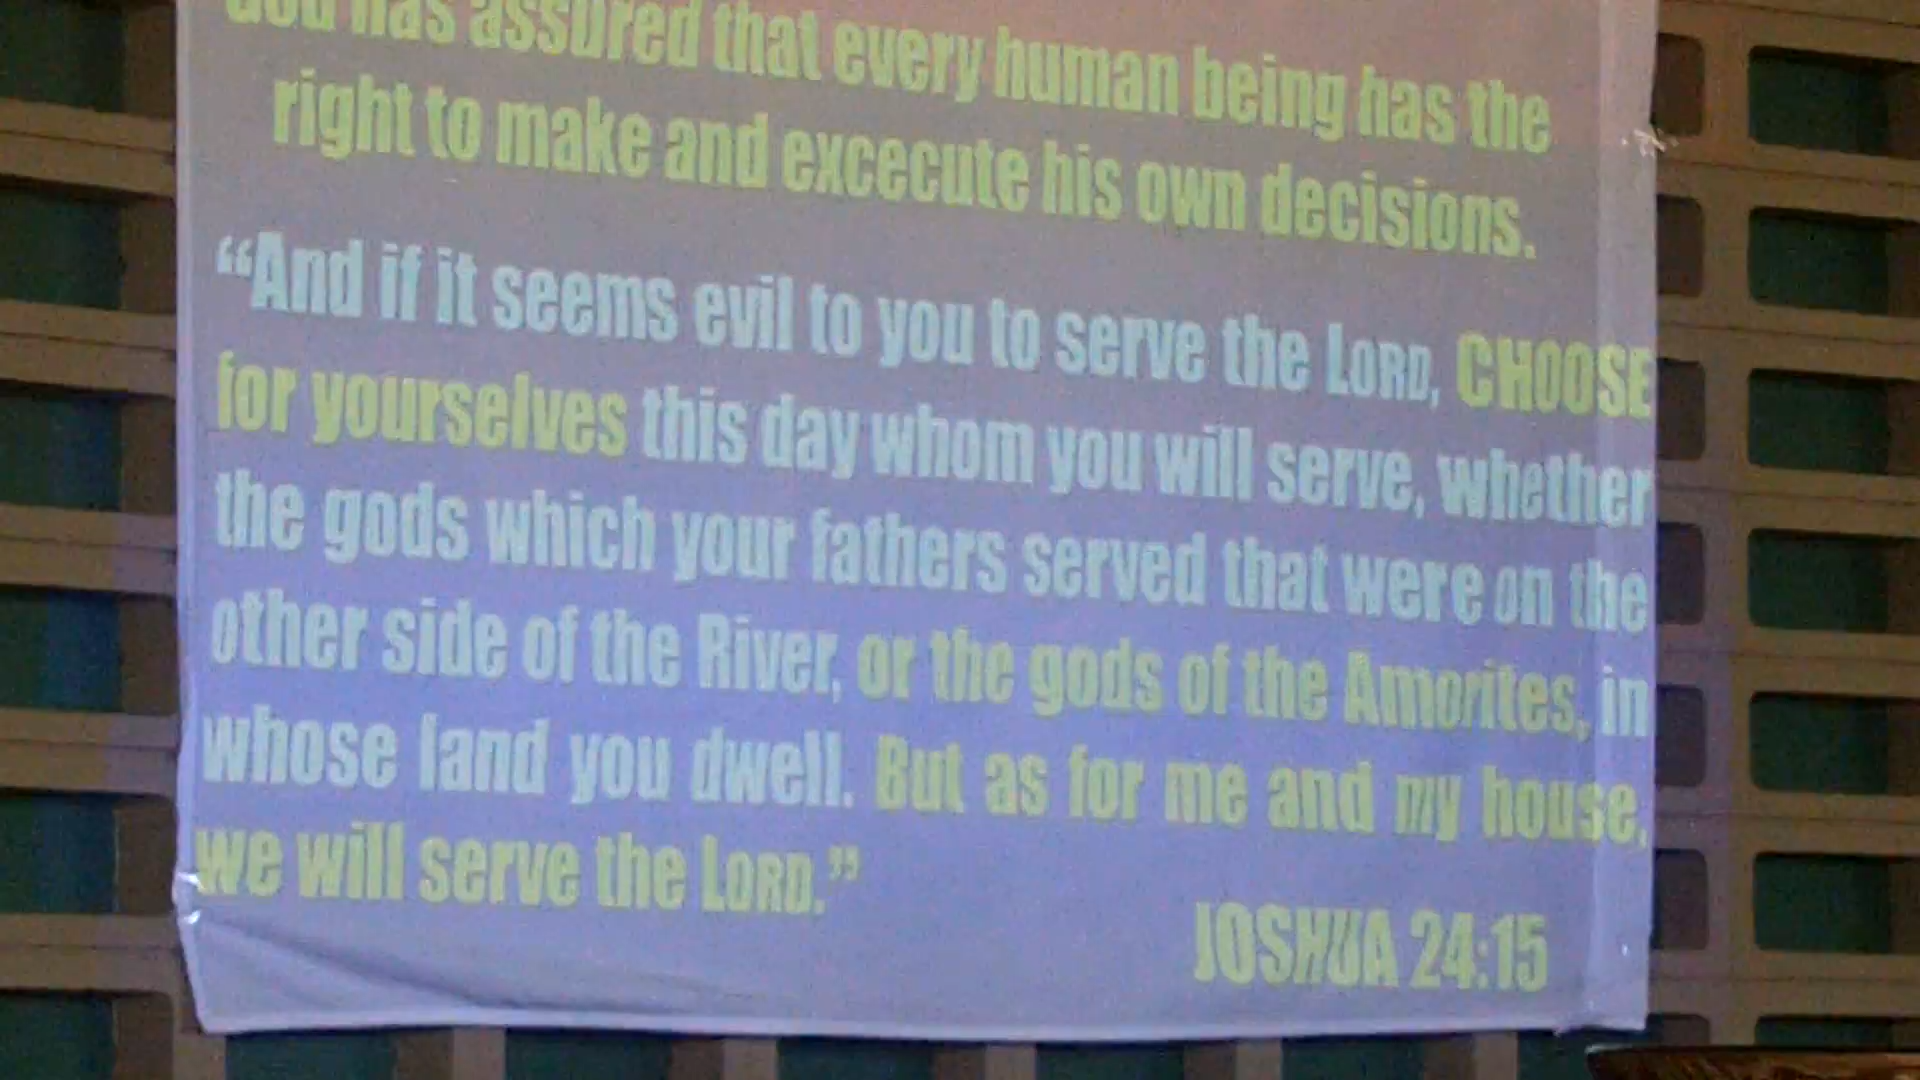 God has assured that every human being has the
right to make and excecute his own decisions.
“And if it seems evil to you to serve the LORD, CHOOSE
for yourselves this day whom you will serve, whether
the gods which your fathers served that were on the
other side of the River, or the gods of the Amorites, in
whose land you dwell. But as for me and my house,
we will serve the LORD.”
JOSHUA 24:15